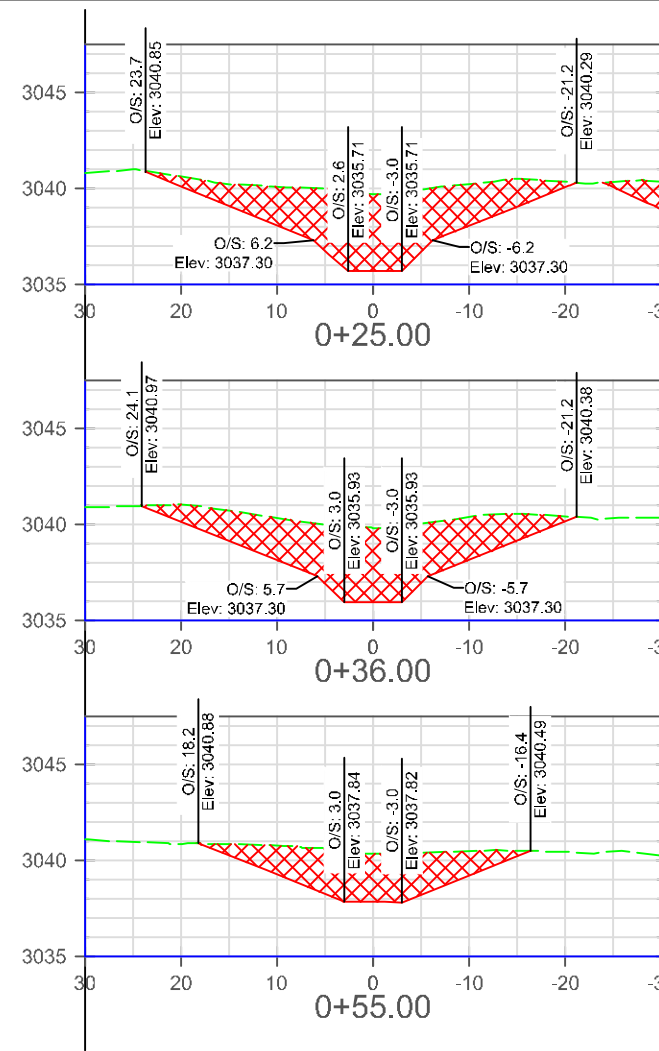 O/S: 23.7
Elev: 3040.85
O/S: 2.6
Elev: 3035.71
O/S: -3.0
Elev: 3035.71
O/S: -21.2
Elev: 3040.29
3045
3040
3035
O/S: 6.2
Elev: 3037.30
O/S: -6.2
Elev: 3037.30
30 20 10 0 -10 -20
0+25.00
O/S: 24.1
Elev: 3040.97
O/S: 3.0
Elev: 3035.93
O/S: -3.0
Elev: 3035.93
O/S: -21.2
Elev: 3040.38
3045
3040
3035
O/S: 5.7
Elev: 3037.30
O/S: -5.7
Elev: 3037.30
30 20 10 0 -10 -20
0+36.00
O/S: 18.2
Elev: 3040.88
O/S: 3.0
Elev: 3037.84
O/S: -3.0
Elev: 3037.82
O/S: -16.4
Elev: 3040.49
3045
3040
3035
30 20 10 0 -10 -20
0+55.00